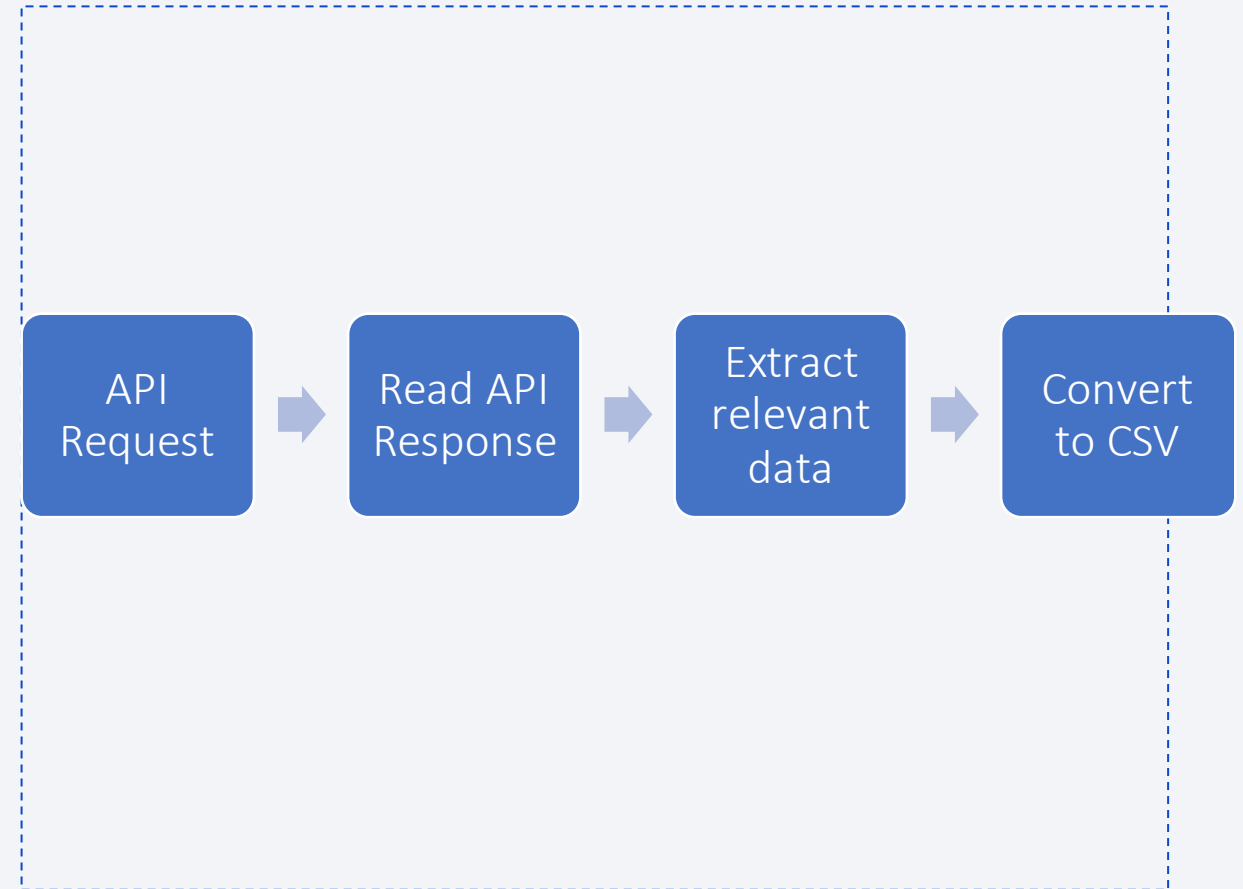 API
Request
Read API
Response
Extract
relevant
data
Convert
to CSV